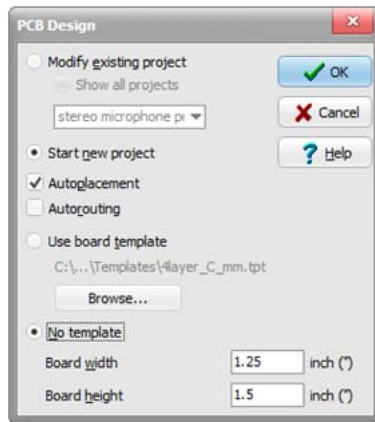 PCB Design
Modify existing project
Show all projects
stereo microphone
OK
Cancel
Help
Start new project
Autoplacement
Autorouting
Use board template
C:\...\Templates\4layer_C_mm.tpt
Browse...
No template
Board width 1.25 inch (")
Board height 1.5 inch (")